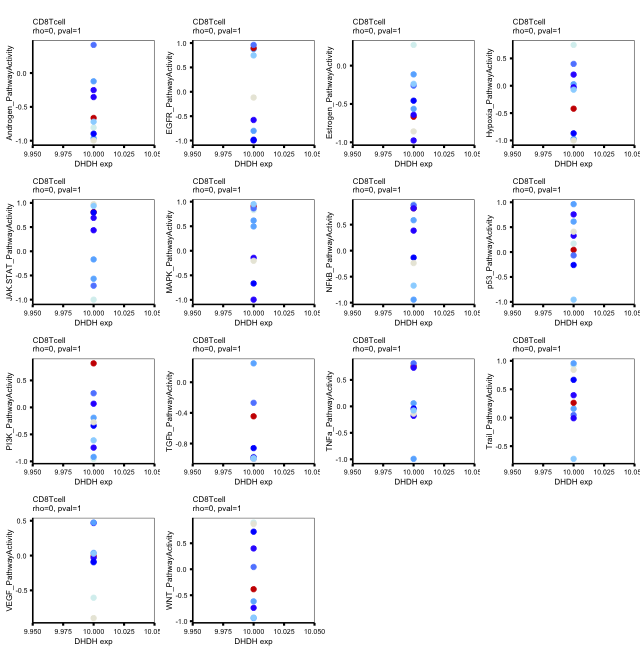 CD8Tcell
rho=0, pval=1
Androgen_PathwayActivity
0.0
-0.5
-1.0
9.950 9.975 10.000 10.025 10.05
DHDH exp
CD8Tcell
rho=0, pval=1
EGFR_PathwayActivity
1.0
0.5
0.0
-0.5
-1.0
9.950 9.975 10.000 10.025 10.05
DHDH exp
CD8Tcell
rho=0, pval=1
Estrogen_PathwayActivity
0.0
-0.5
-1.0
9.950 9.975 10.000 10.025 10.05
DHDH exp
CD8Tcell
rho=0, pval=1
Hypoxia_PathwayActivity
0.5
0.0
-0.5
-1.0
9.950 9.975 10.000 10.025 10.05
DHDH exp
CD8Tcell
rho=0, pval=1
JAK.STAT_PathwayActivity
1.0
0.5
0.0
-0.5
-1.0
9.950 9.975 10.000 10.025 10.05
DHDH exp
CD8Tcell
rho=0, pval=1
MAPK_PathwayActivity
1.0
0.5
0.0
-0.5
-1.0
9.950 9.975 10.000 10.025 10.05
DHDH exp
CD8Tcell
rho=0, pval=1
NFkB_PathwayActivity
0.5
0.0
-0.5
-1.0
9.950 9.975 10.000 10.025 10.05
DHDH exp
CD8Tcell
rho=0, pval=1
p53_PathwayActivity
1.0
0.5
0.0
-0.5
-1.0
9.950 9.975 10.000 10.025 10.05
DHDH exp
CD8Tcell
rho=0, pval=1
PI3K_PathwayActivity
0.5
0.0
-0.5
-1.0
9.950 9.975 10.000 10.025 10.05
DHDH exp
CD8Tcell
rho=0, pval=1
TGFb_PathwayActivity
0.0
-0.4
-0.8
9.950 9.975 10.000 10.025 10.05
DHDH exp
CD8Tcell
rho=0, pval=1
TNFa_PathwayActivity
0.5
0.0
-0.5
-1.0
9.950 9.975 10.000 10.025 10.05
DHDH exp
CD8Tcell
rho=0, pval=1
Trail_PathwayActivity
1.0
0.5
0.0
-0.5
9.950 9.975 10.000 10.025 10.05
DHDH exp
CD8Tcell
rho=0, pval=1
VEGF_PathwayActivity
0.5
0.0
-0.5
9.950 9.975 10.000 10.025 10.05
DHDH exp
CD8Tcell
rho=0, pval=1
WNT_PathwayActivity
0.5
0.0
-0.5
-1.0
9.950 9.975 10.000 10.025 10.050
DHDH exp